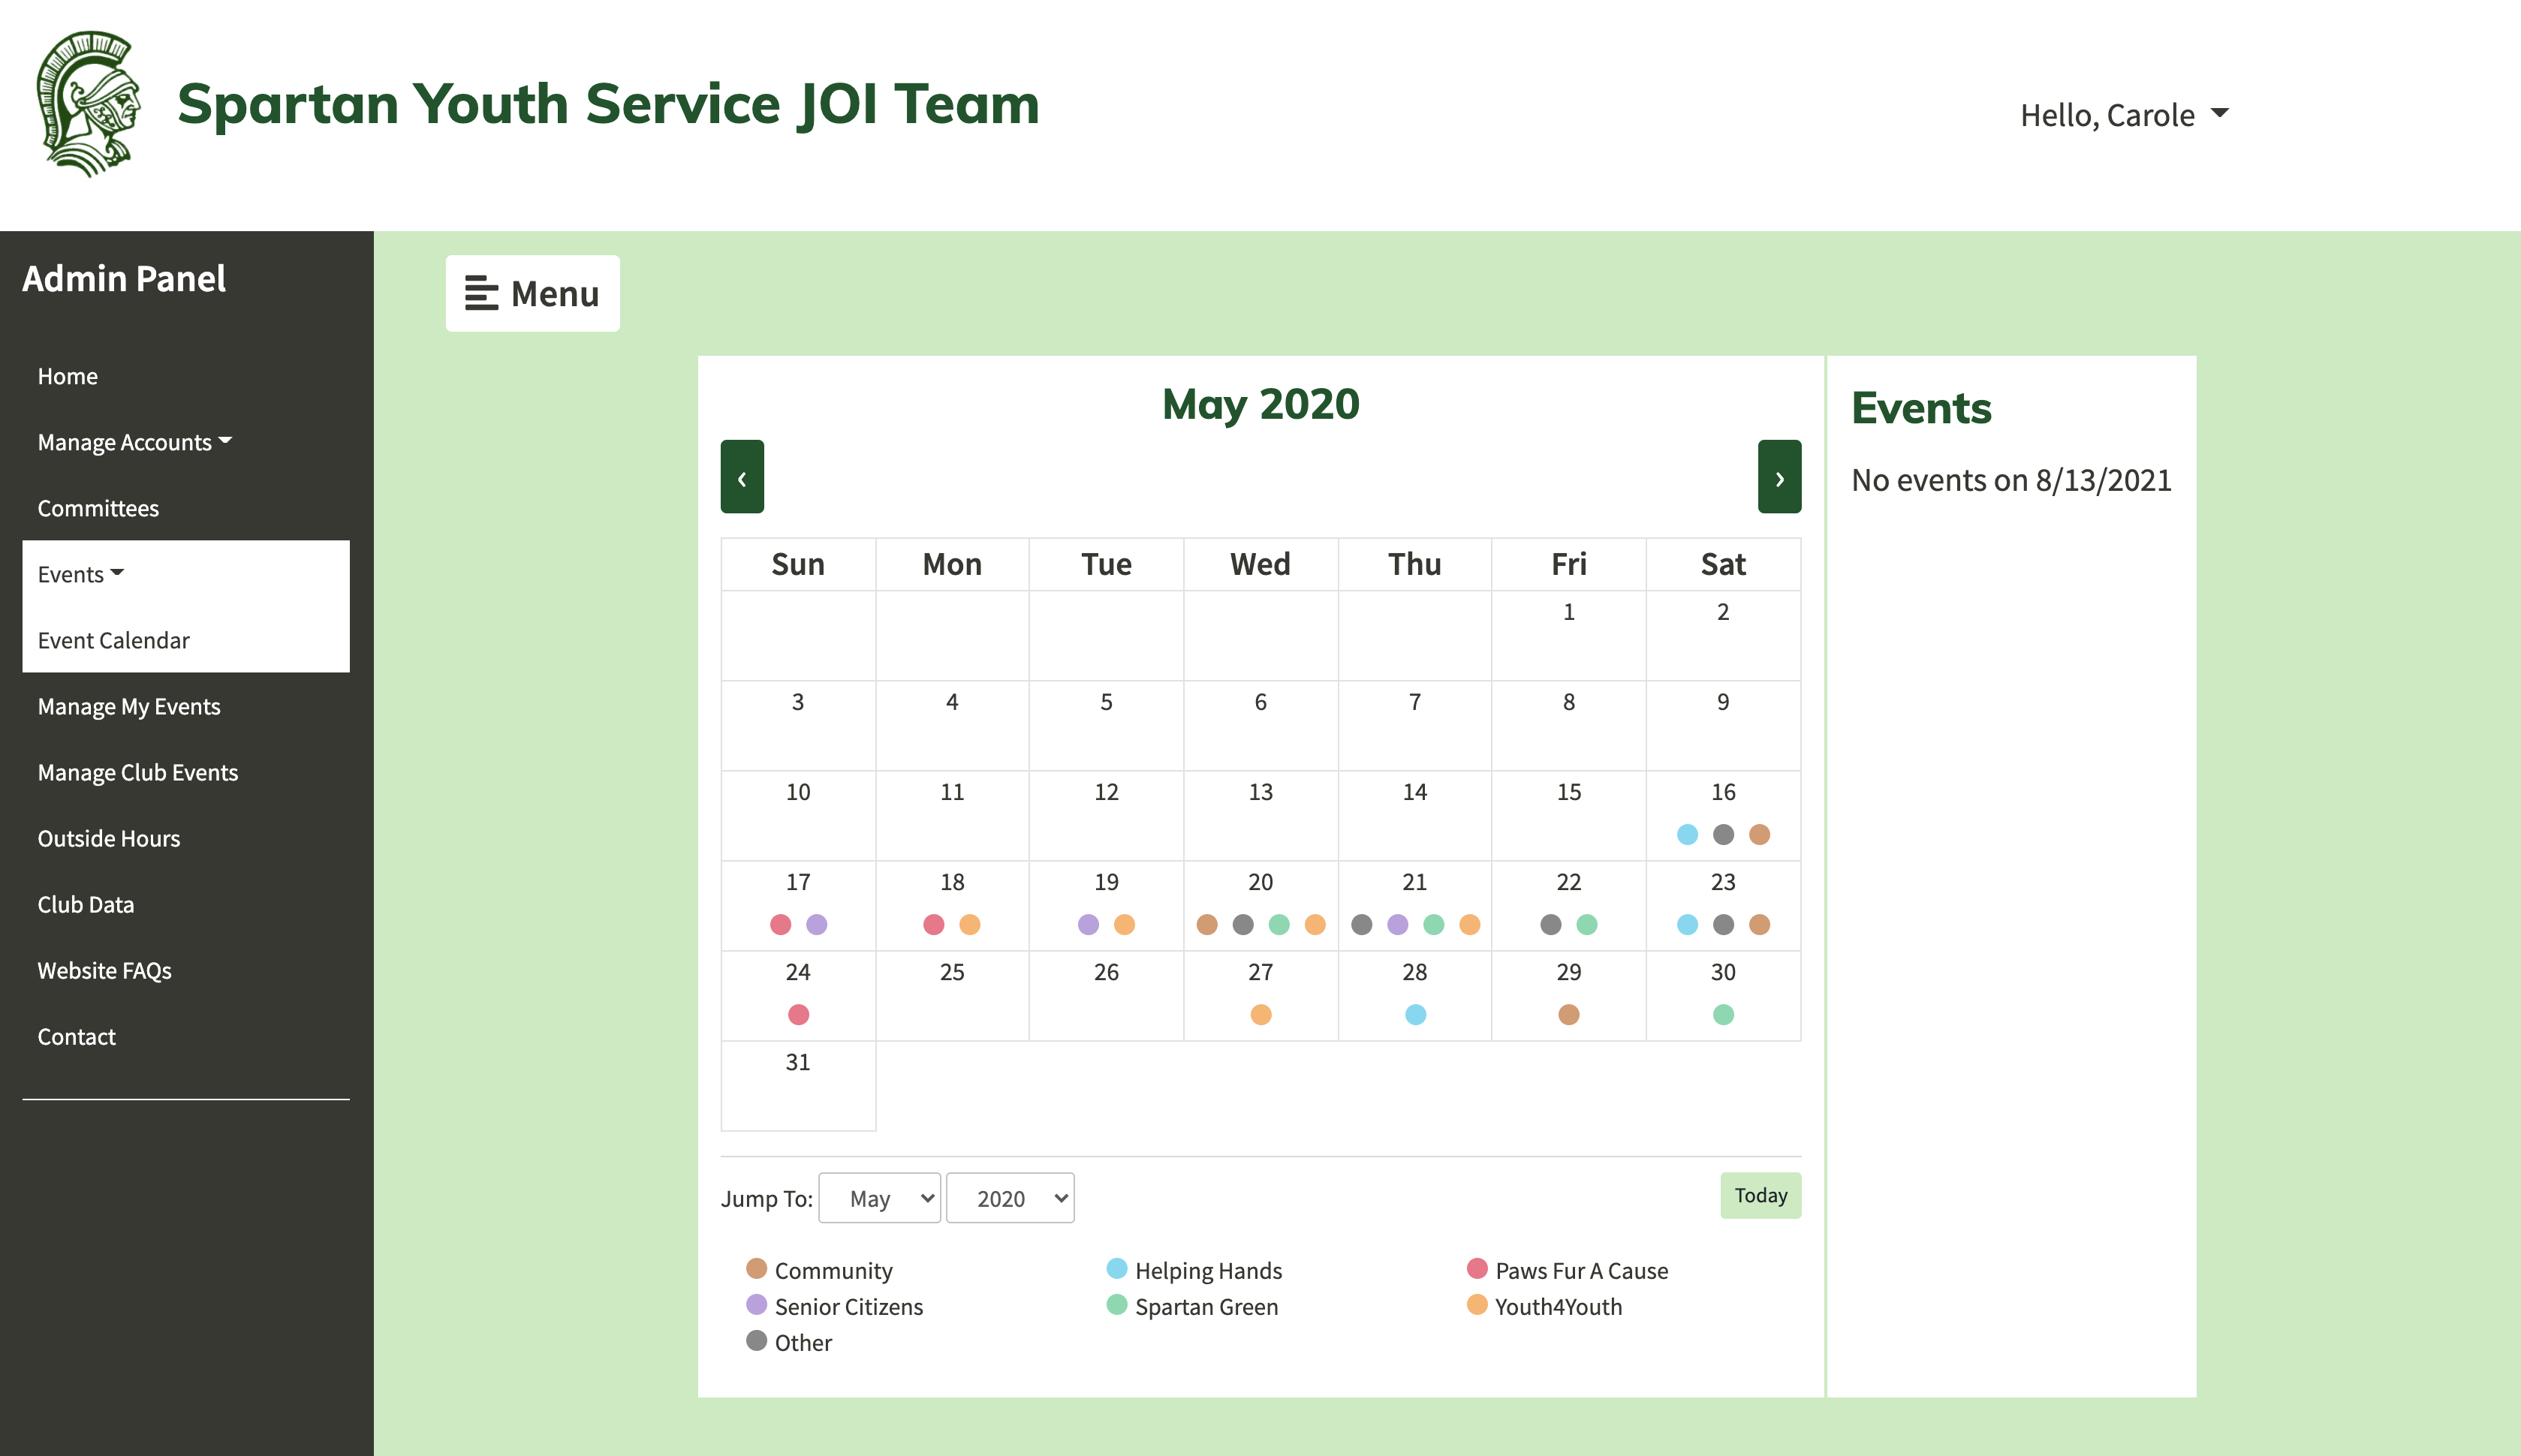 Spartan Youth Service JOI Team
Hello, Carole
Admin Panel
Home
Manage Accounts
Committees
Events
Event Calendar
Manage My Events
Manage Club Events
Outside Hours
Club Data
Website FAQs
Contact
Menu
May 2020
‹ ›
Sun Mon Tue Wed Thu Fri Sat
1 2
3 4 5 6 7 8 9
10 11 12 13 14 15 16
17 18 19 20 21 22 23
24 25 26 27 28 29 30
31
Jump To: May 2020 Today
Community Helping Hands Paws Fur A Cause
Senior Citizens Spartan Green Youth4Youth
Other
Events
No events on 8/13/2021